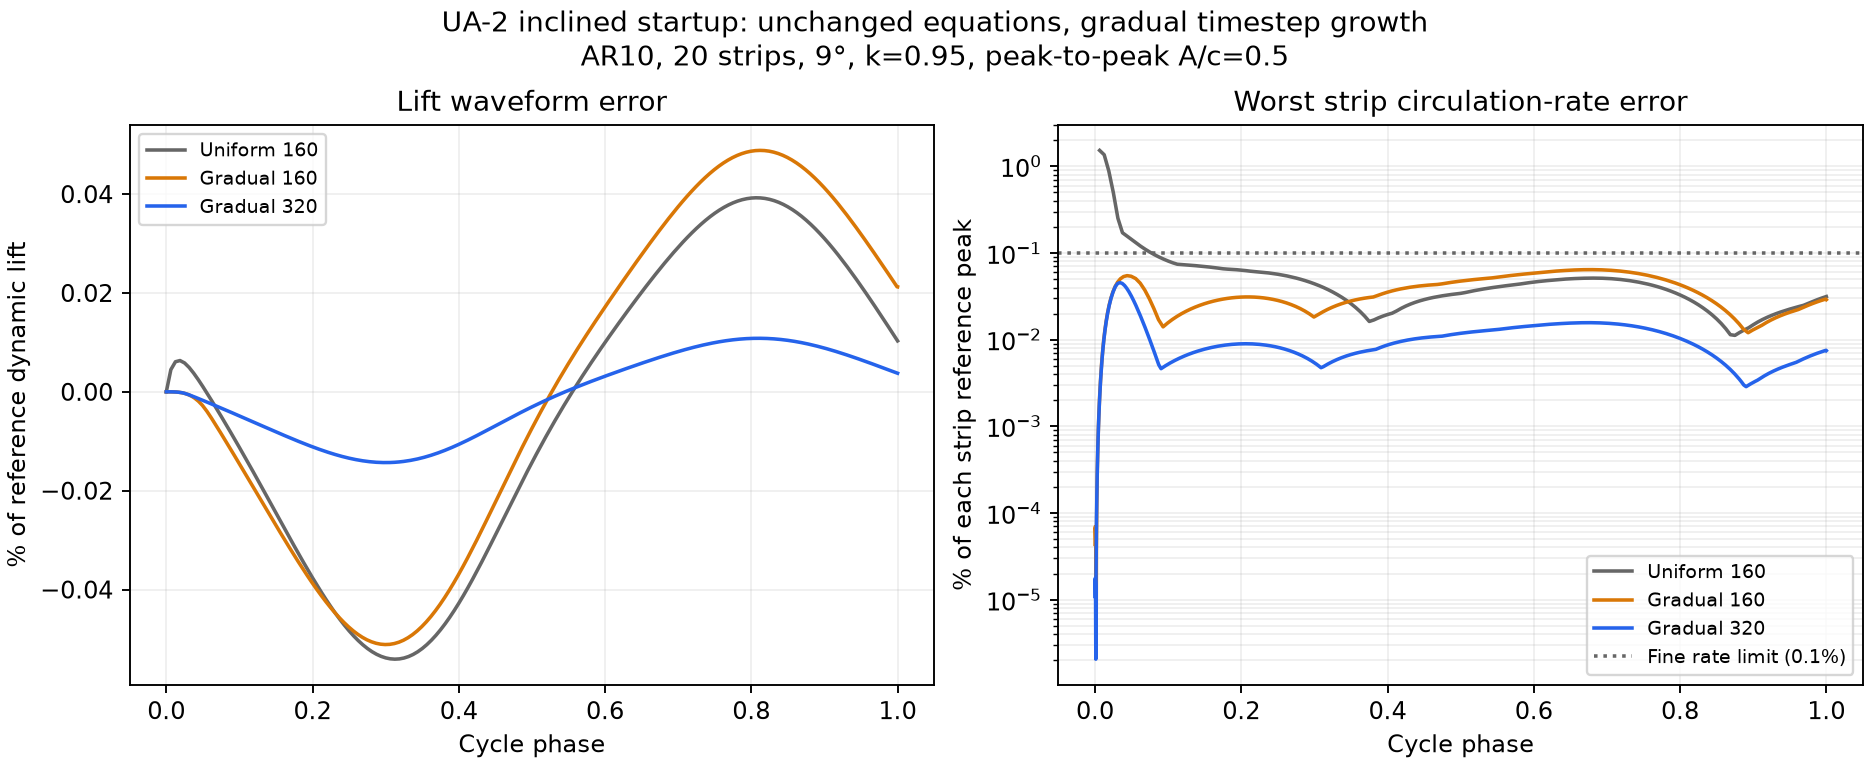 UA-2 inclined startup: unchanged equations, gradual timestep growth
AR10, 20 strips, 9°, k=0.95, peak-to-peak A/c=0.5
Lift waveform error
% of reference dynamic lift
0.04
0.02
0.00
−0.02
−0.04
Uniform 160
Gradual 160
Gradual 320
0.0 0.2 0.4 0.6 0.8 1.0
Cycle phase
Worst strip circulation-rate error
% of each strip reference peak
10⁰
10⁻¹
10⁻²
10⁻³
10⁻⁴
10⁻⁵
Uniform 160
Gradual 160
Gradual 320
Fine rate limit (0.1%)
0.0 0.2 0.4 0.6 0.8 1.0
Cycle phase